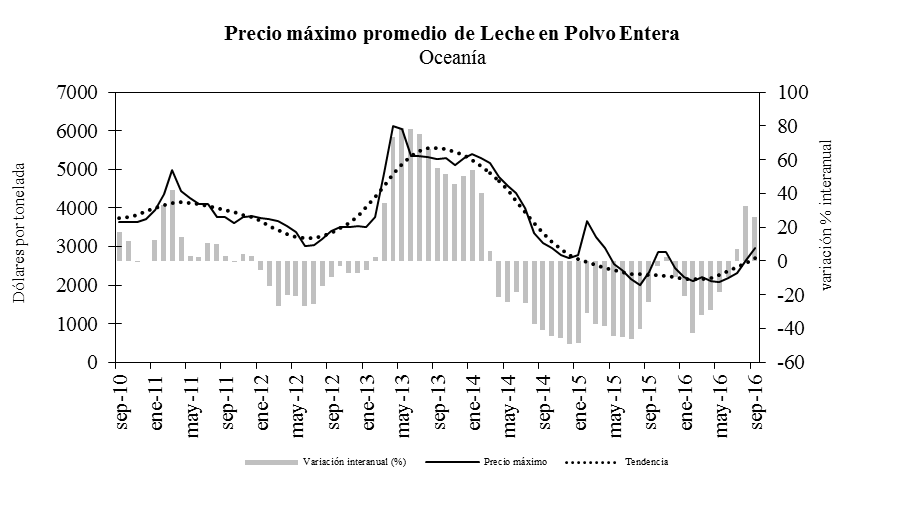 Precio máximo promedio de Leche en Polvo Entera
Oceanía
Dólares por tonelada
7000
6000
5000
4000
3000
2000
1000
0
100
80
60
40
20
0
-20
-40
-60
variación % interanual
sep-10
ene-11
may-11
sep-11
ene-12
may-12
sep-12
ene-13
may-13
sep-13
ene-14
may-14
sep-14
ene-15
may-15
sep-15
ene-16
may-16
sep-16
Variación interanual (%)
Precio máximo
Tendencia